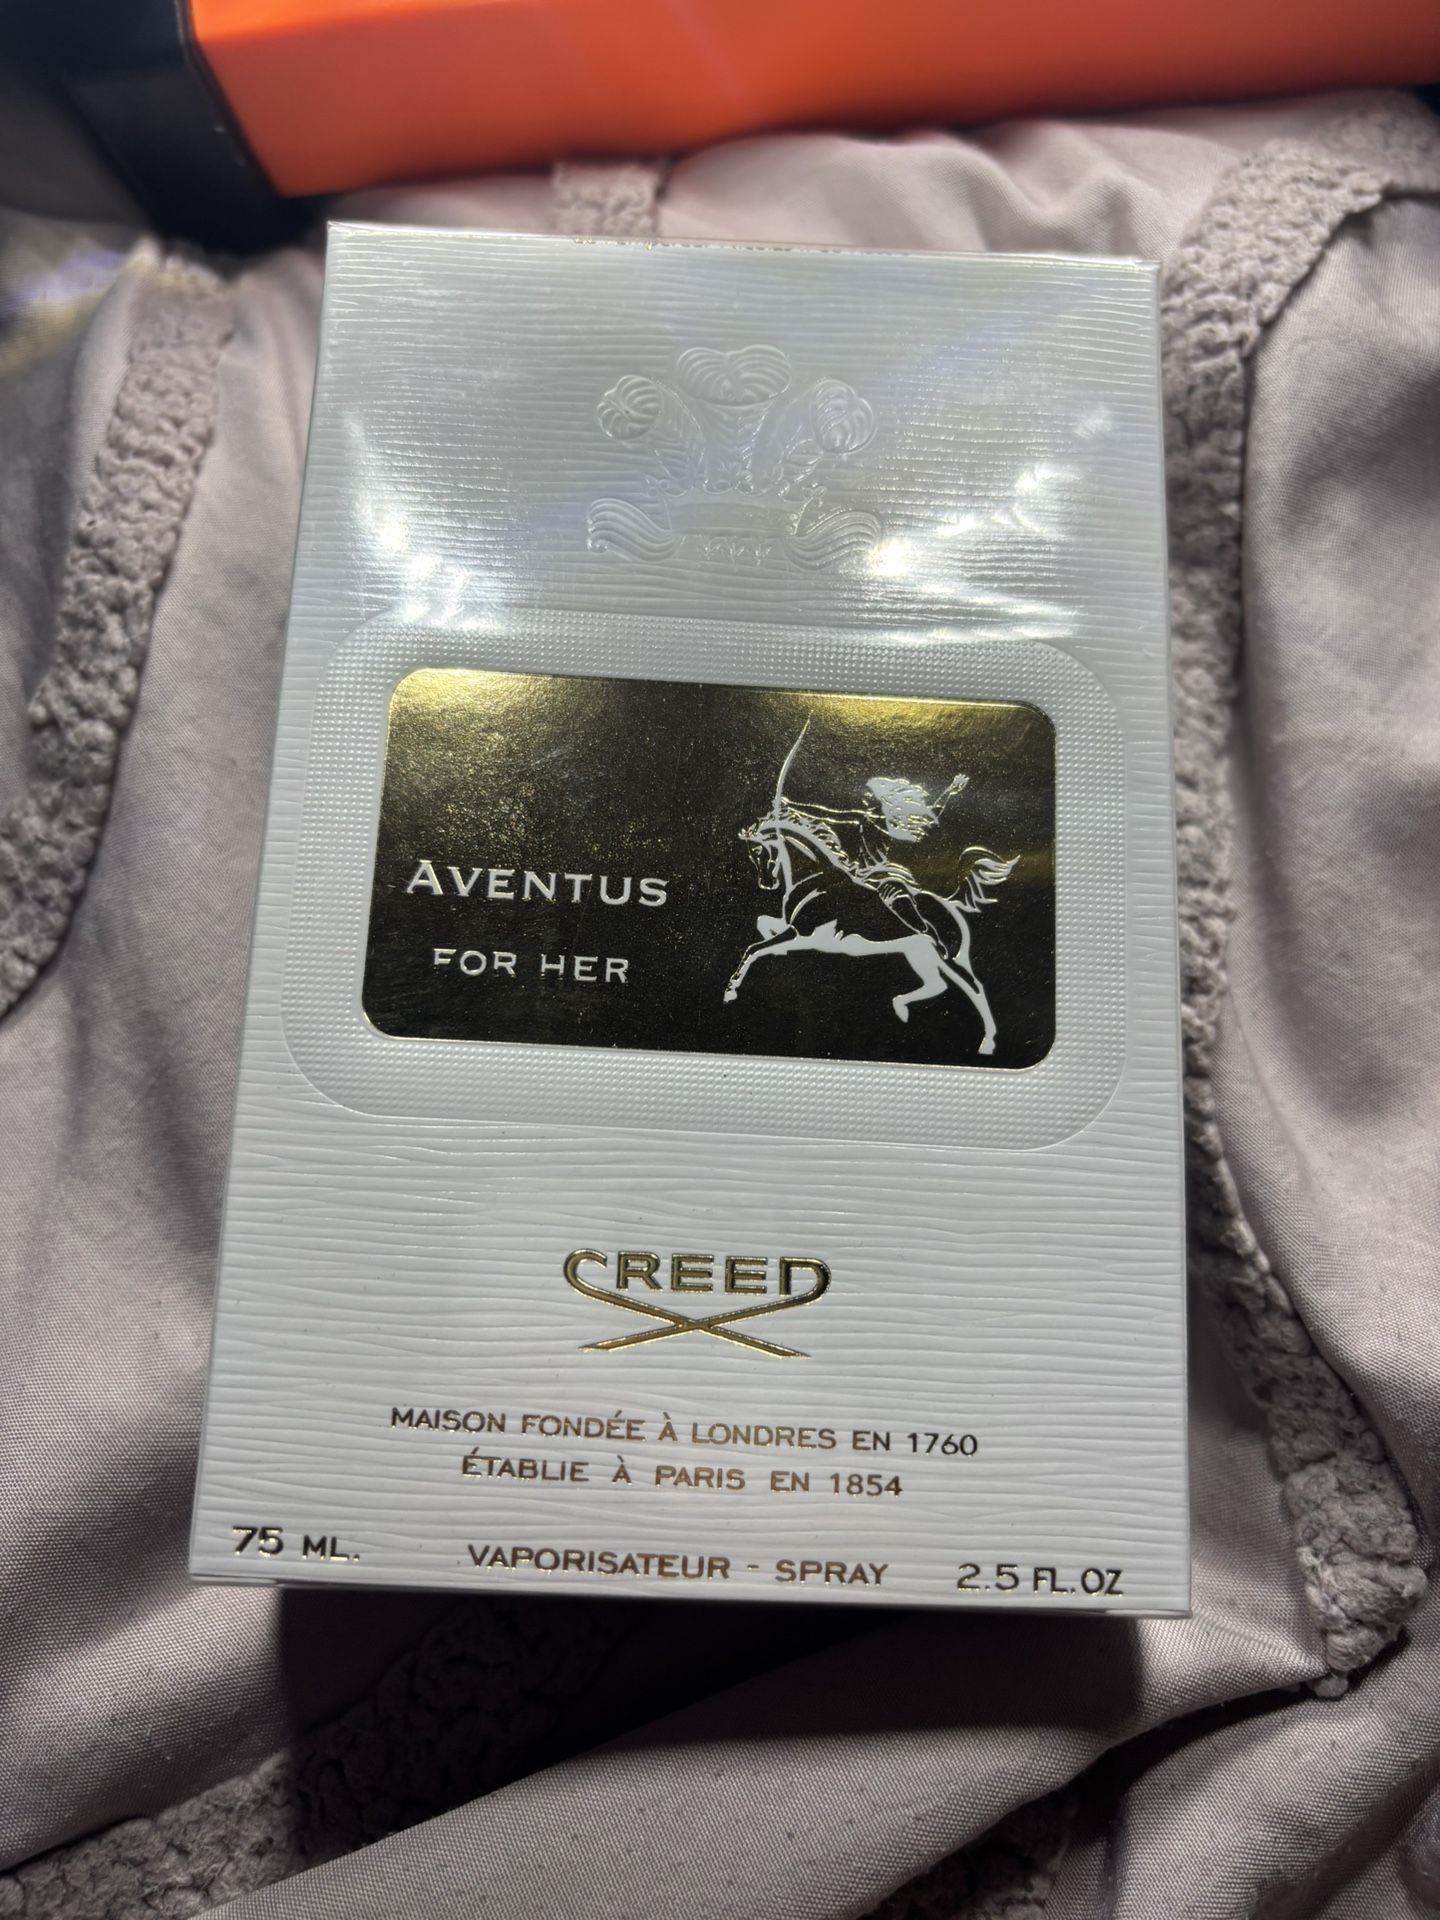 AVENTUS
FOR HER
CREED
MAISON FONDÉE À LONDRES EN 1760
ÉTABLIE À PARIS EN 1854
75 ML. VAPORISATEUR - SPRAY 2.5 FL.OZ